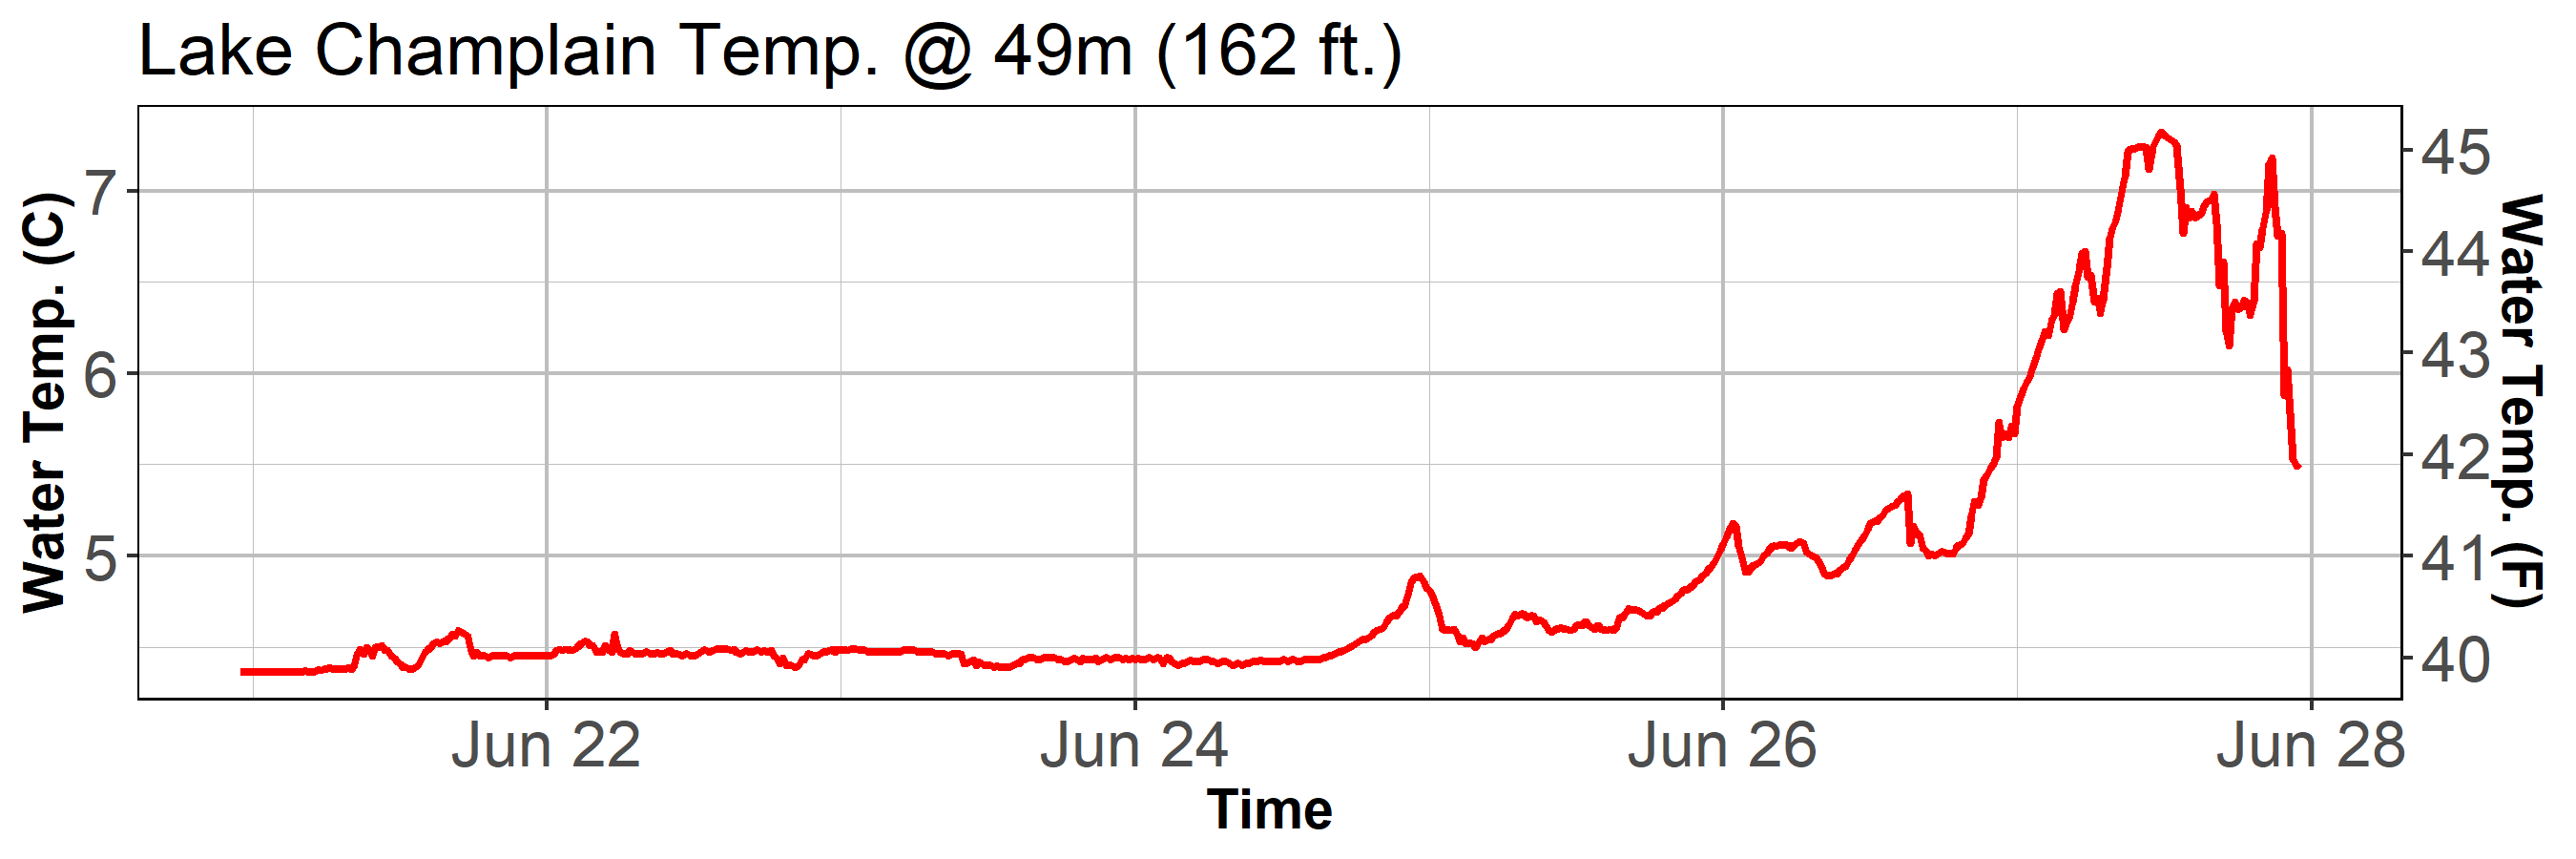 Lake Champlain Temp. @ 49m (162 ft.)
Water Temp. (C)
7
6
5
45
44
43
42
41
40
Water Temp. (F)
Jun 22 Jun 24 Jun 26 Jun 28
Time